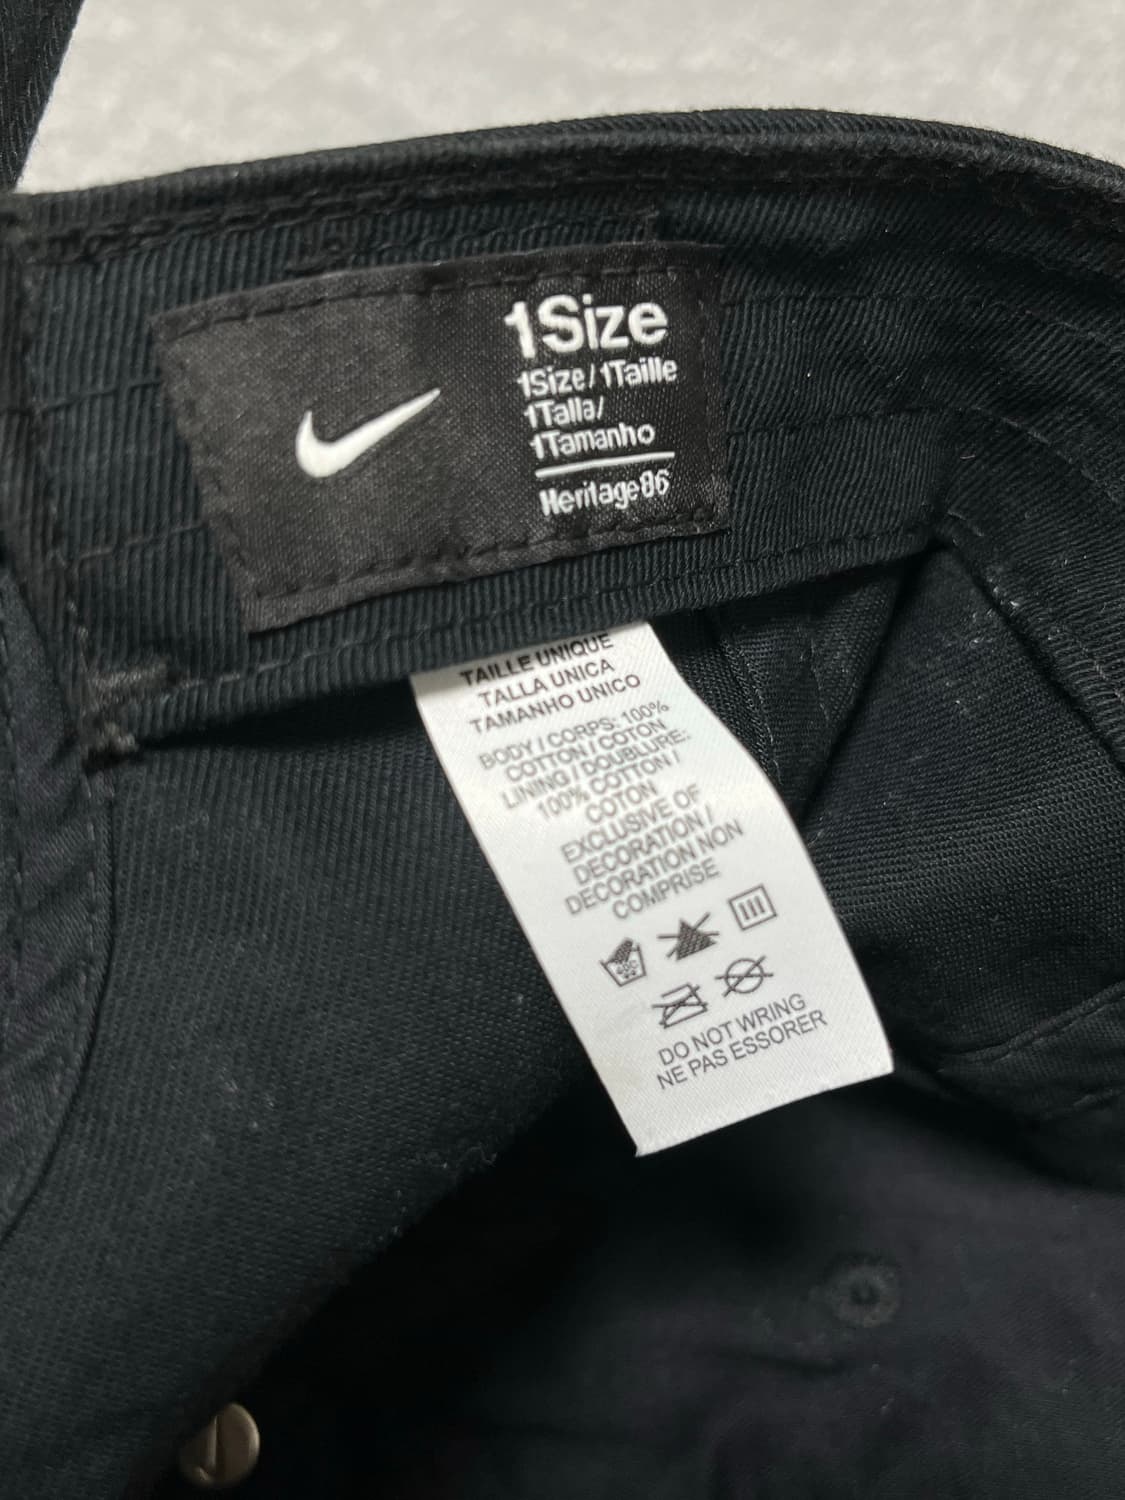 1Size
1Size/1Taille
1Talla/
1Tamanho
Heritage86
TAILLE UNIQUE
TALLA UNICA
TAMANHO UNICO
BODY / CORPS: 100%
COTTON / COTON
LINING / DOUBLURE:
100% COTTON /
COTON
EXCLUSIVE OF
DECORATION /
DECORATION NON
COMPRISE
40C
DO NOT WRING
NE PAS ESSORER